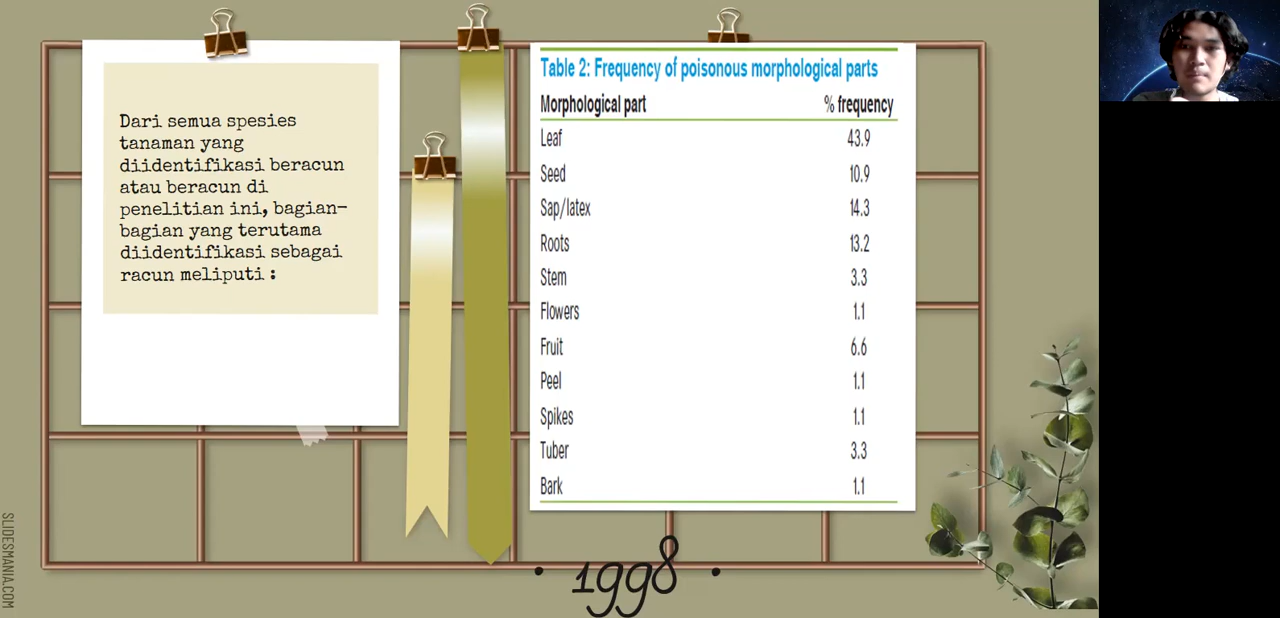 Dari semua spesies
tanaman yang
diidentifikasi beracun
atau beracun di
penelitian ini, bagian-
bagian yang terutama
diidentifikasi sebagai
racun meliputi :
Table 2: Frequency of poisonous morphological parts
Morphological part % frequency
Leaf 43.9
Seed 10.9
Sap/latex 14.3
Roots 13.2
Stem 3.3
Flowers 1.1
Fruit 6.6
Peel 1.1
Spikes 1.1
Tuber 3.3
Bark 1.1
• 1998 •
SLIDESMANIA.COM